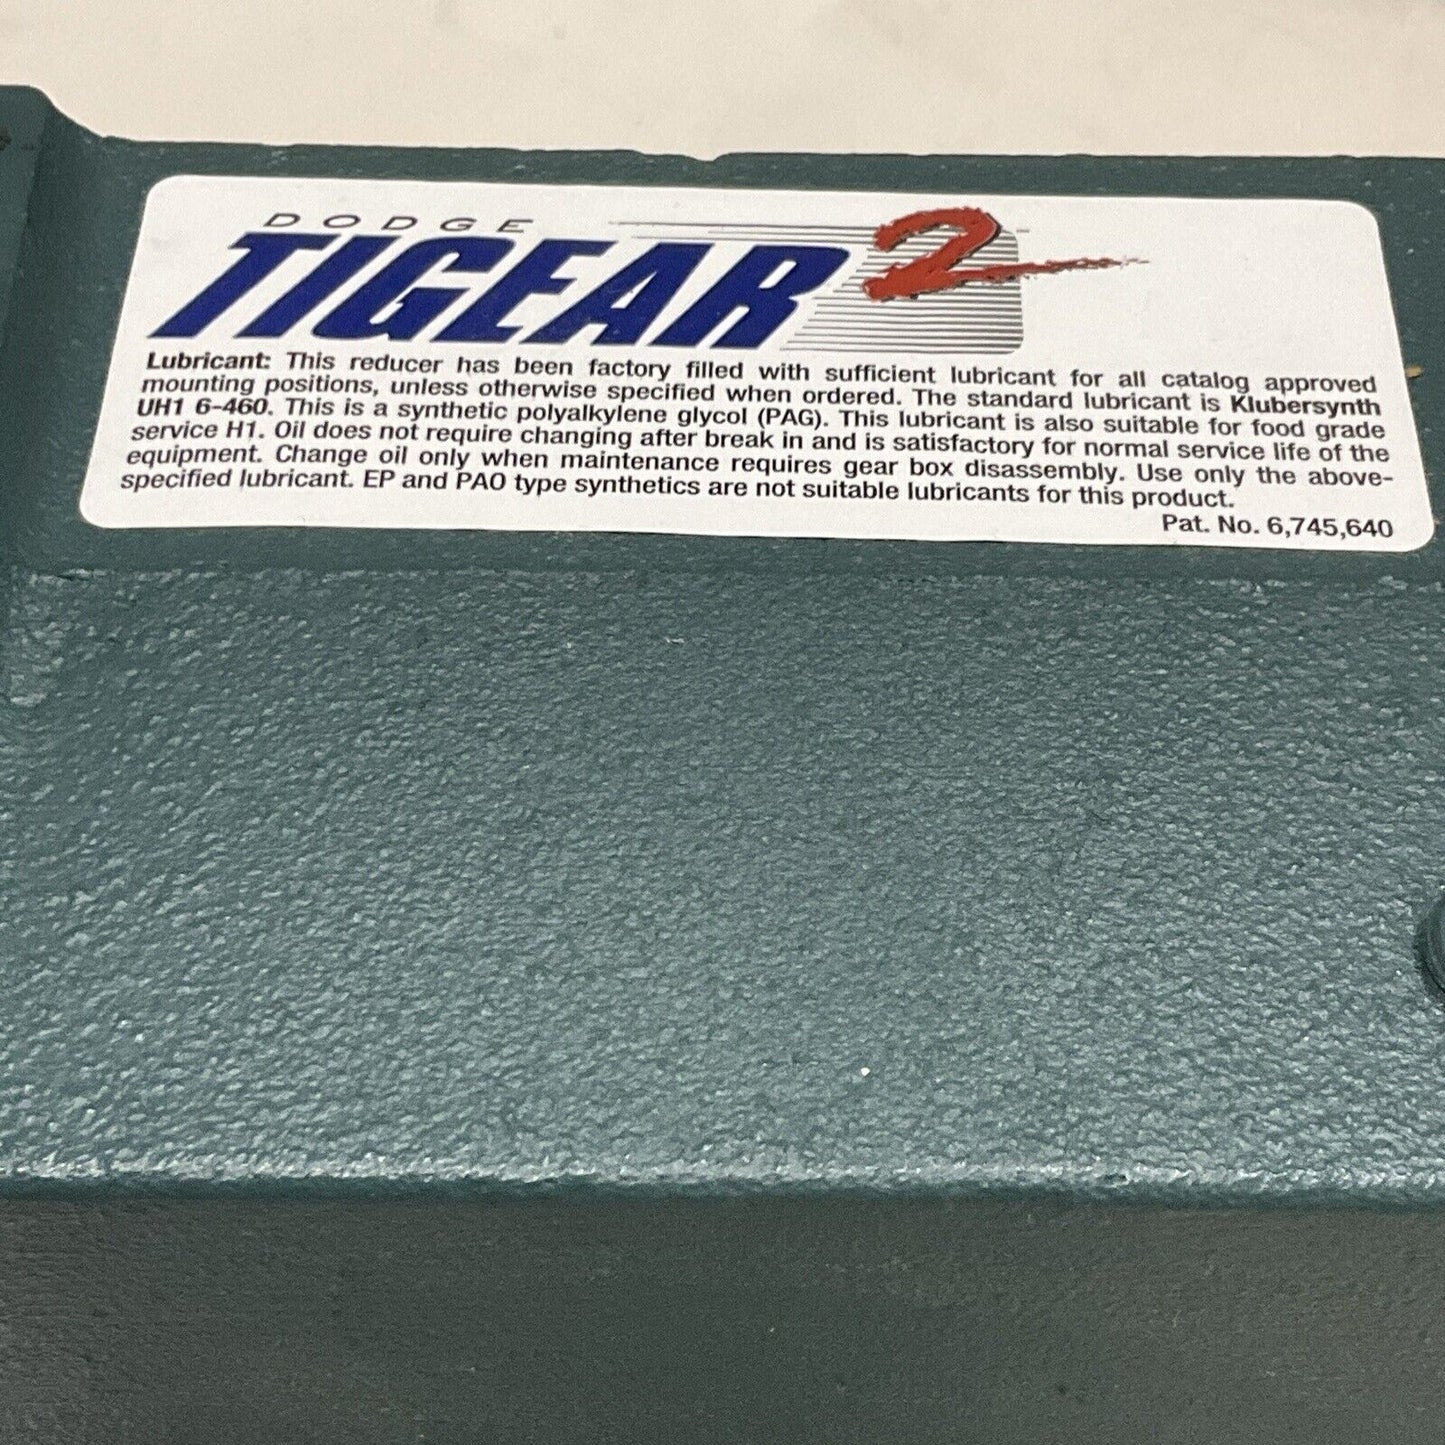 DODGE
TIGEAR 2
Lubricant: This reducer has been factory filled with sufficient lubricant for all catalog approved
mounting positions, unless otherwise specified when ordered. The standard lubricant is Klubersynth
UH1 6-460. This is a synthetic polyalkylene glycol (PAG). This lubricant is also suitable for food grade
service H1. Oil does not require changing after break in and is satisfactory for normal service life of the
equipment. Change oil only when maintenance requires gear box disassembly. Use only the above-
specified lubricant. EP and PAO type synthetics are not suitable lubricants for this product.
Pat. No. 6,745,640